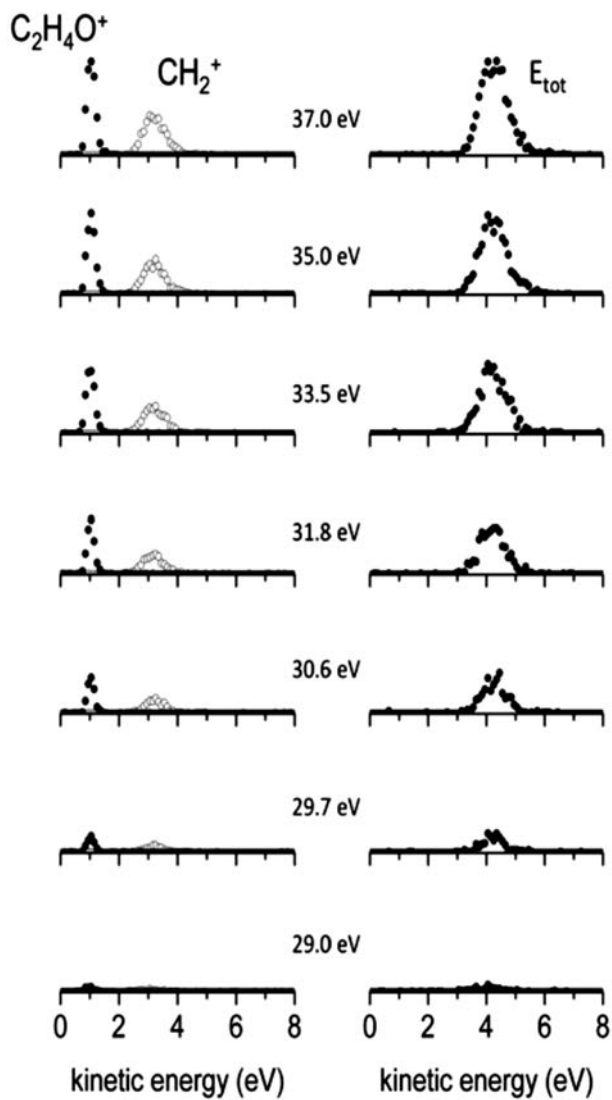 C₂H₄O⁺
CH₂⁺
E_tot
37.0 eV
35.0 eV
33.5 eV
31.8 eV
30.6 eV
29.7 eV
29.0 eV
0 2 4 6 8 0 2 4 6 8
kinetic energy (eV) kinetic energy (eV)